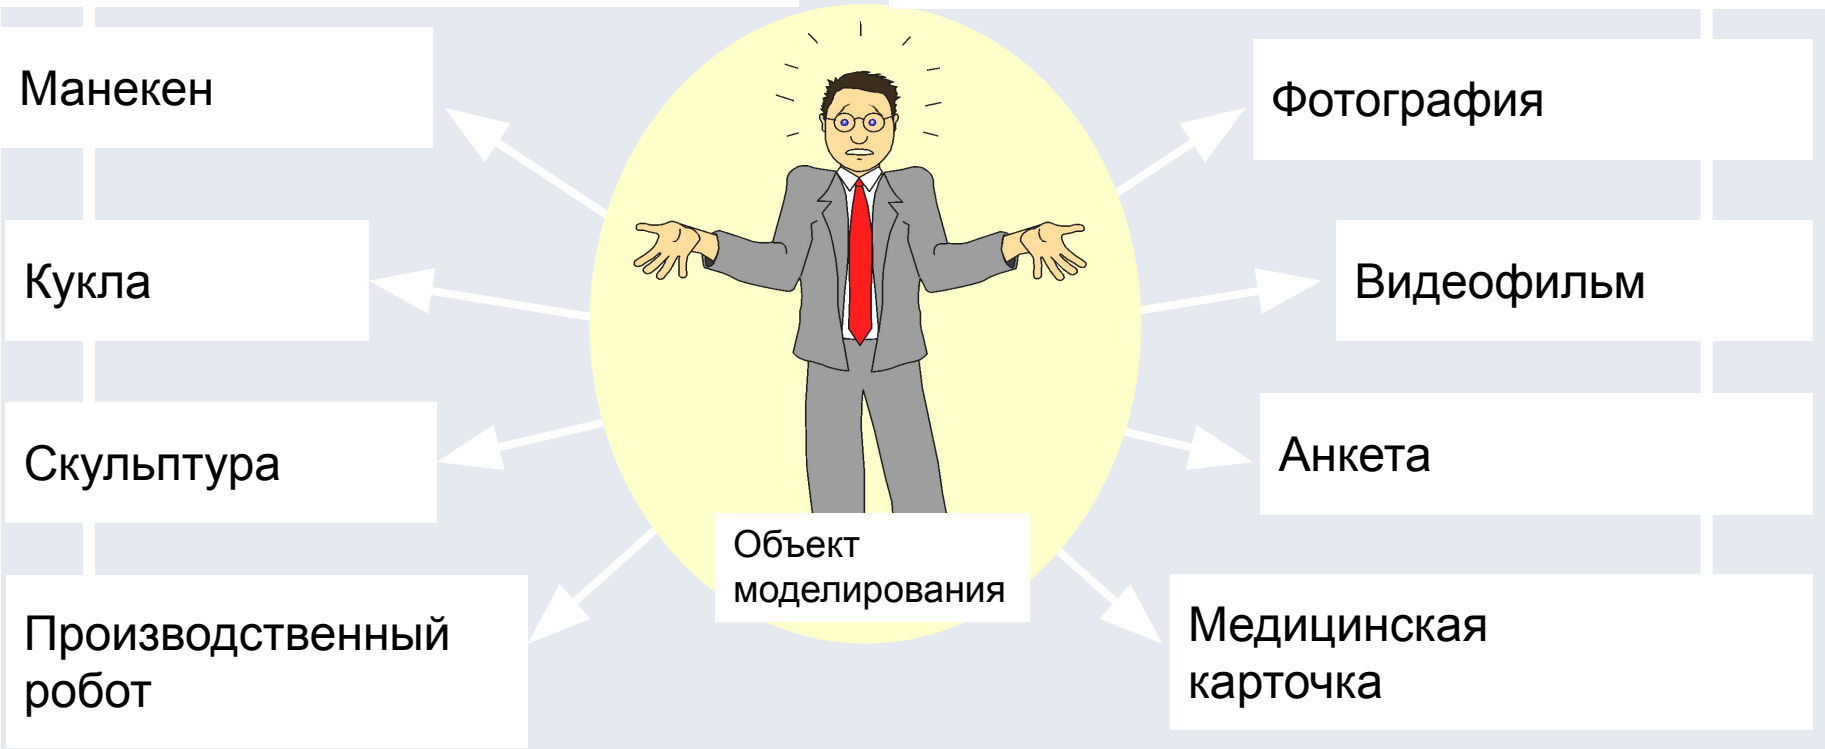 Манекен
Кукла
Скульптура
Производственный
робот
Объект
моделирования
Фотография
Видеофильм
Анкета
Медицинская
карточка